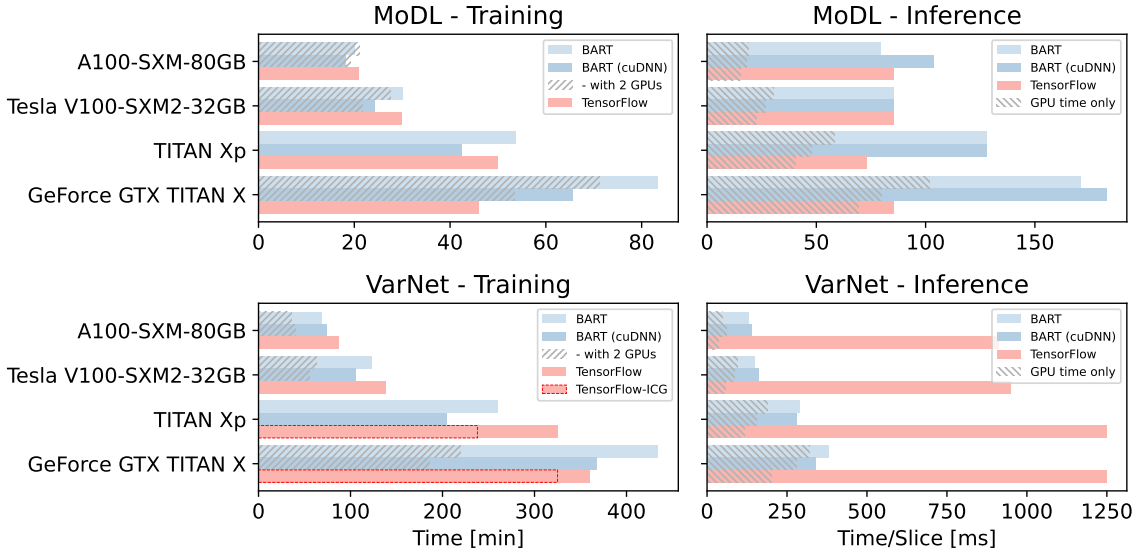 MoDL - Training
A100-SXM-80GB
Tesla V100-SXM2-32GB
TITAN Xp
GeForce GTX TITAN X
BART
BART (cuDNN)
- with 2 GPUs
TensorFlow
0 20 40 60 80
MoDL - Inference
BART
BART (cuDNN)
TensorFlow
GPU time only
0 50 100 150
VarNet - Training
A100-SXM-80GB
Tesla V100-SXM2-32GB
TITAN Xp
GeForce GTX TITAN X
BART
BART (cuDNN)
- with 2 GPUs
TensorFlow
TensorFlow-ICG
0 100 200 300 400
Time [min]
VarNet - Inference
BART
BART (cuDNN)
TensorFlow
GPU time only
0 250 500 750 1000 1250
Time/Slice [ms]